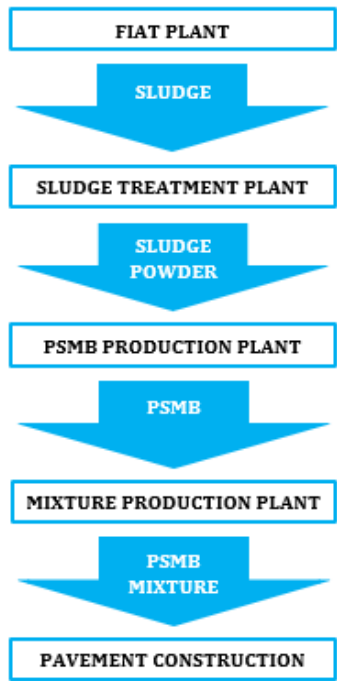 FIAT PLANT
SLUDGE
SLUDGE TREATMENT PLANT
SLUDGE
POWDER
PSMB PRODUCTION PLANT
PSMB
MIXTURE PRODUCTION PLANT
PSMB
MIXTURE
PAVEMENT CONSTRUCTION